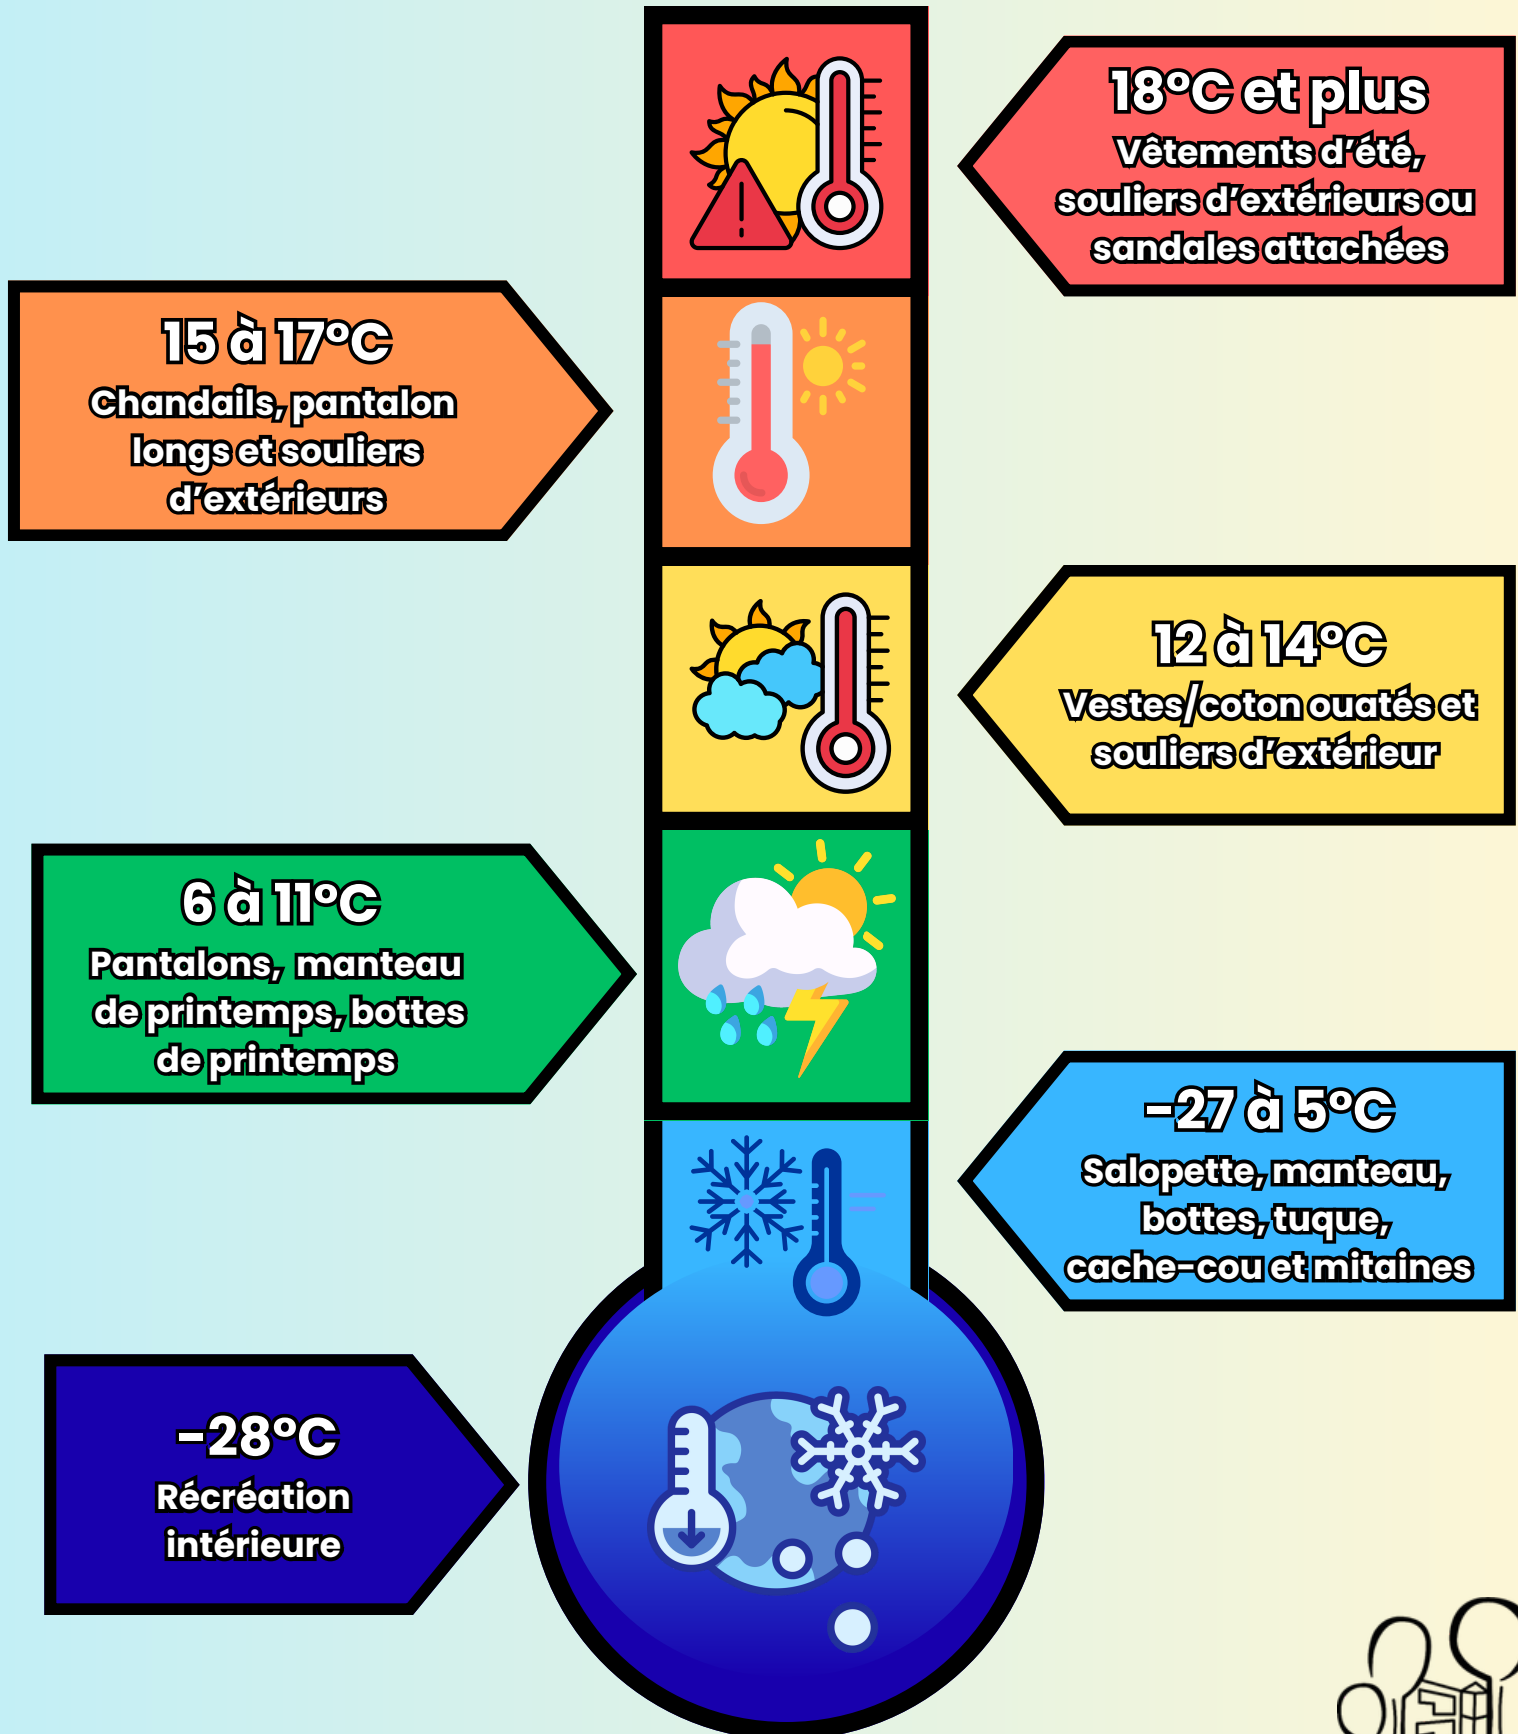 18°C et plus
Vêtements d'été,
souliers d'extérieurs ou
sandales attachées
15 à 17°C
Chandails, pantalon
longs et souliers
d'extérieurs
12 à 14°C
Vestes/coton ouatés et
souliers d'extérieur
6 à 11°C
Pantalons, manteau
de printemps, bottes
de printemps
-27 à 5°C
Salopette, manteau,
bottes, tuque,
cache-cou et mitaines
-28°C
Récréation
intérieure